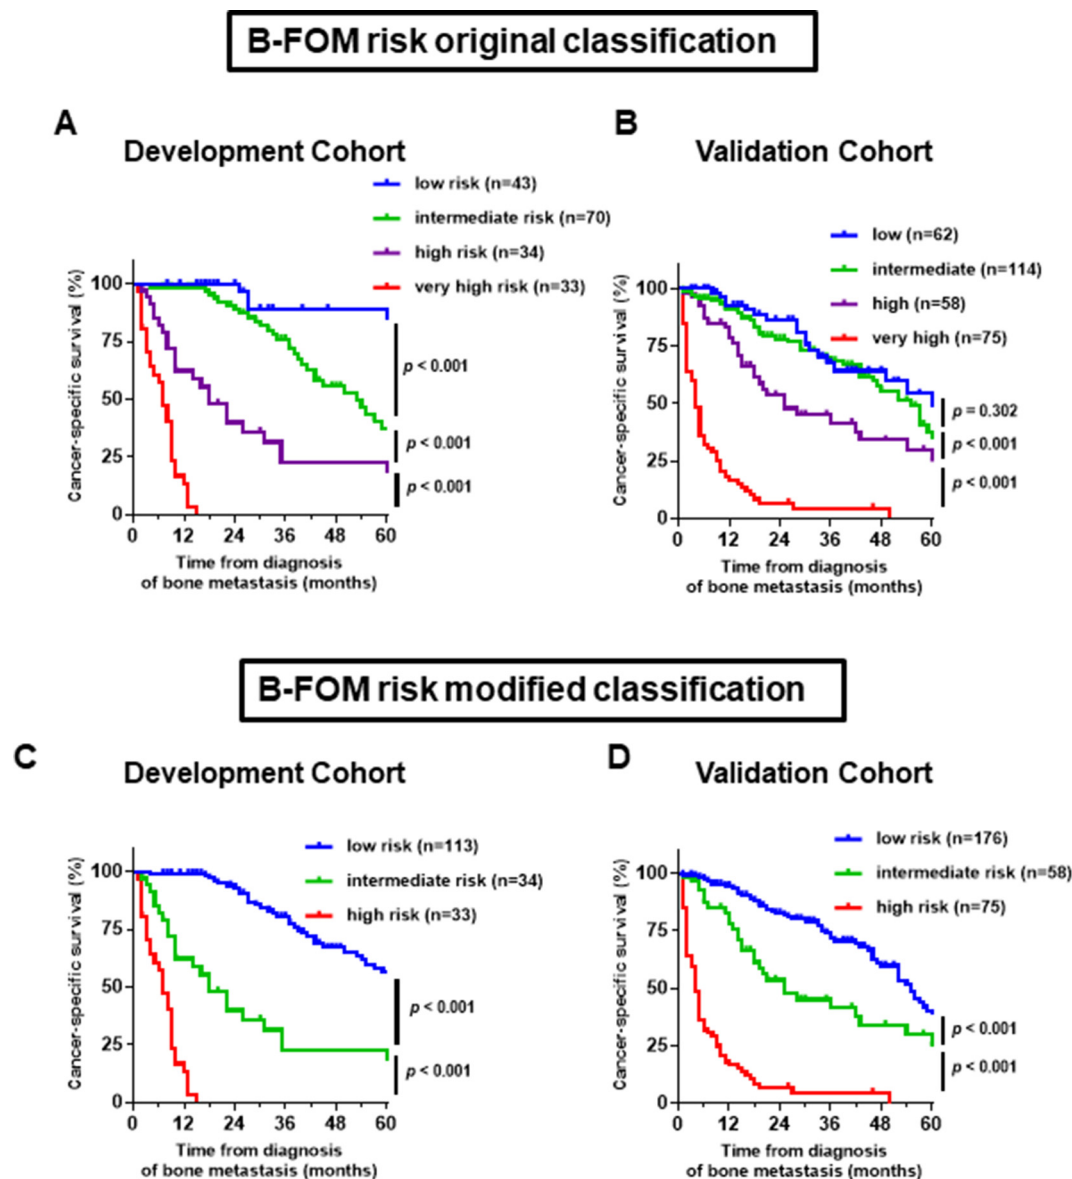 B-FOM risk original classification
A
Development Cohort
low risk (n=43)
intermediate risk (n=70)
high risk (n=34)
very high risk (n=33)
Cancer-specific survival (%)
100
75
50
25
0
0 12 24 36 48 60
Time from diagnosis
of bone metastasis (months)
p < 0.001
p < 0.001
p < 0.001
B
Validation Cohort
low (n=62)
intermediate (n=114)
high (n=58)
very high (n=75)
Cancer-specific survival (%)
100
75
50
25
0
0 12 24 36 48 60
Time from diagnosis
of bone metastasis (months)
p = 0.302
p < 0.001
p < 0.001
B-FOM risk modified classification
C
Development Cohort
low risk (n=113)
intermediate risk (n=34)
high risk (n=33)
Cancer-specific survival (%)
100
75
50
25
0
0 12 24 36 48 60
Time from diagnosis
of bone metastasis (months)
p < 0.001
p < 0.001
D
Validation Cohort
low risk (n=176)
intermediate risk (n=58)
high risk (n=75)
Cancer-specific survival (%)
100
75
50
25
0
0 12 24 36 48 60
Time from diagnosis
of bone metastasis (months)
p < 0.001
p < 0.001